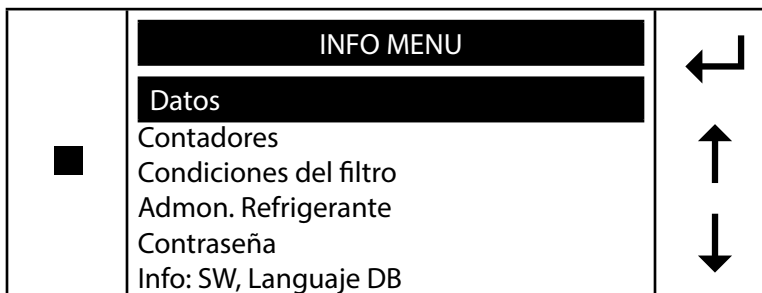 INFO MENU
Datos
Contadores
Condiciones del filtro
Admon. Refrigerante
Contraseña
Info: SW, Languaje DB